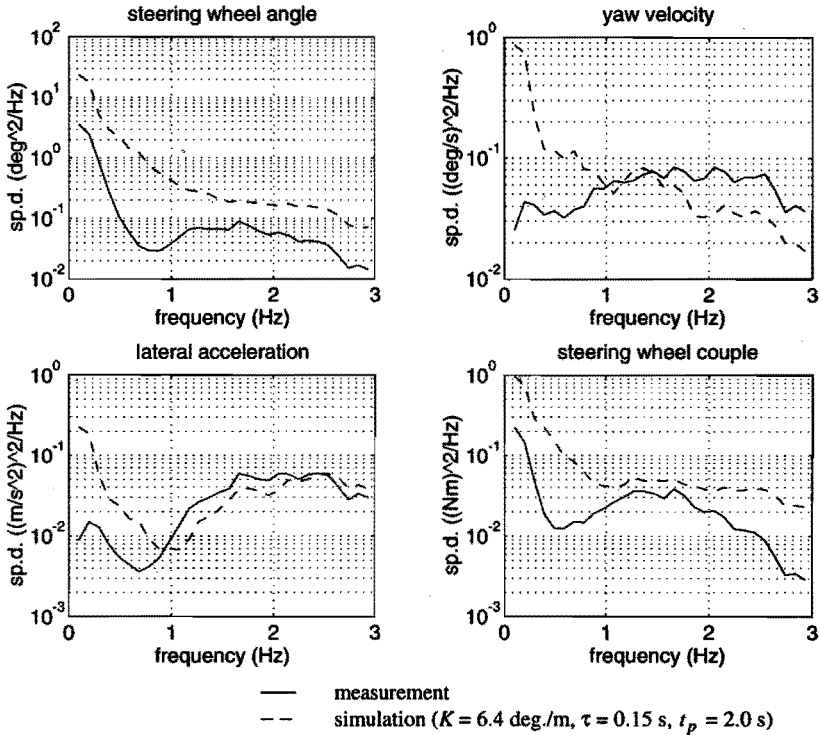 steering wheel angle
sp.d. (deg^2/Hz)
10^2
10^1
10^0
10^-1
10^-2
0 1 2 3
frequency (Hz)
yaw velocity
sp.d. ((deg/s)^2/Hz)
10^0
10^-1
10^-2
0 1 2 3
frequency (Hz)
lateral acceleration
sp.d. ((m/s^2)^2/Hz)
10^0
10^-1
10^-2
10^-3
0 1 2 3
frequency (Hz)
steering wheel couple
sp.d. ((Nm)^2/Hz)
10^0
10^-1
10^-2
10^-3
0 1 2 3
frequency (Hz)
measurement
simulation (K = 6.4 deg./m, τ = 0.15 s, t_p = 2.0 s)